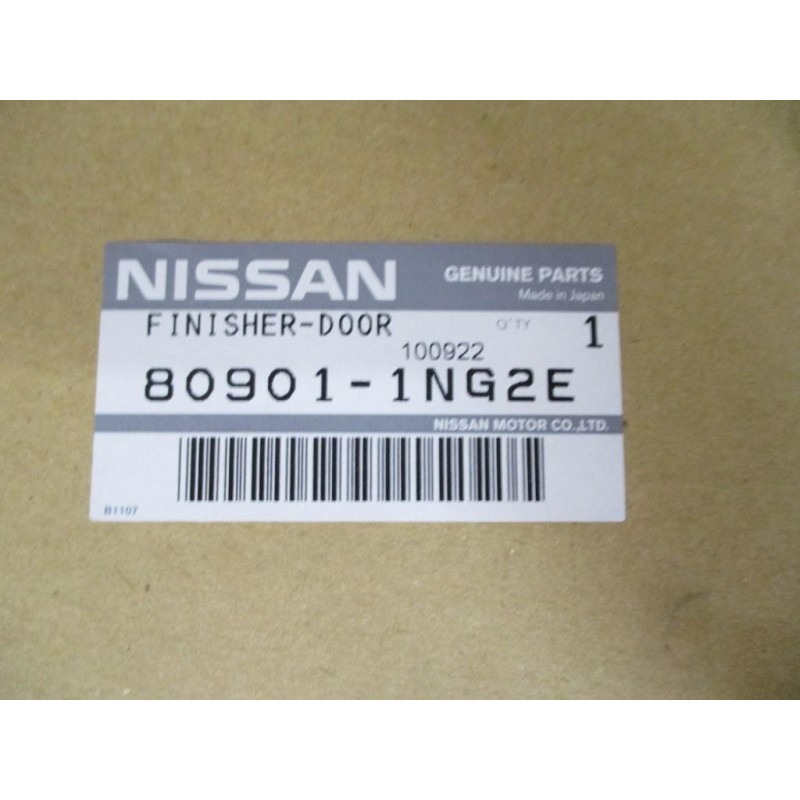 NISSAN GENUINE PARTS
Made in Japan
FINISHER-DOOR Q'TY 1
100922
80901-1NG2E
NISSAN MOTOR CO.,LTD.
B1107